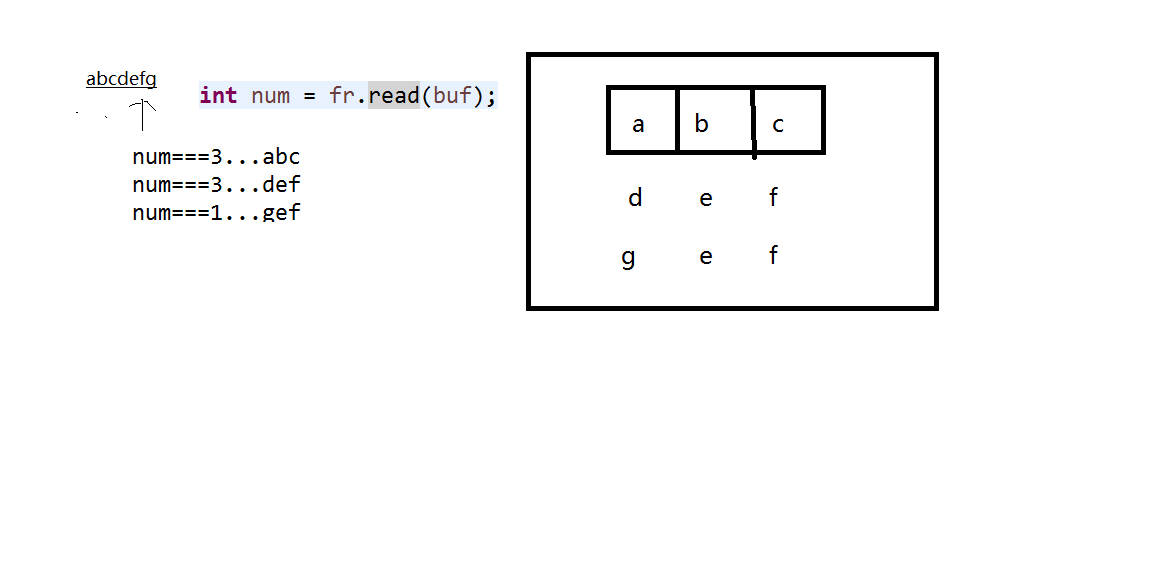 abcdefg
int num = fr.read(buf);
num===3...abc
num===3...def
num===1...gef
a b c
d e f
g e f